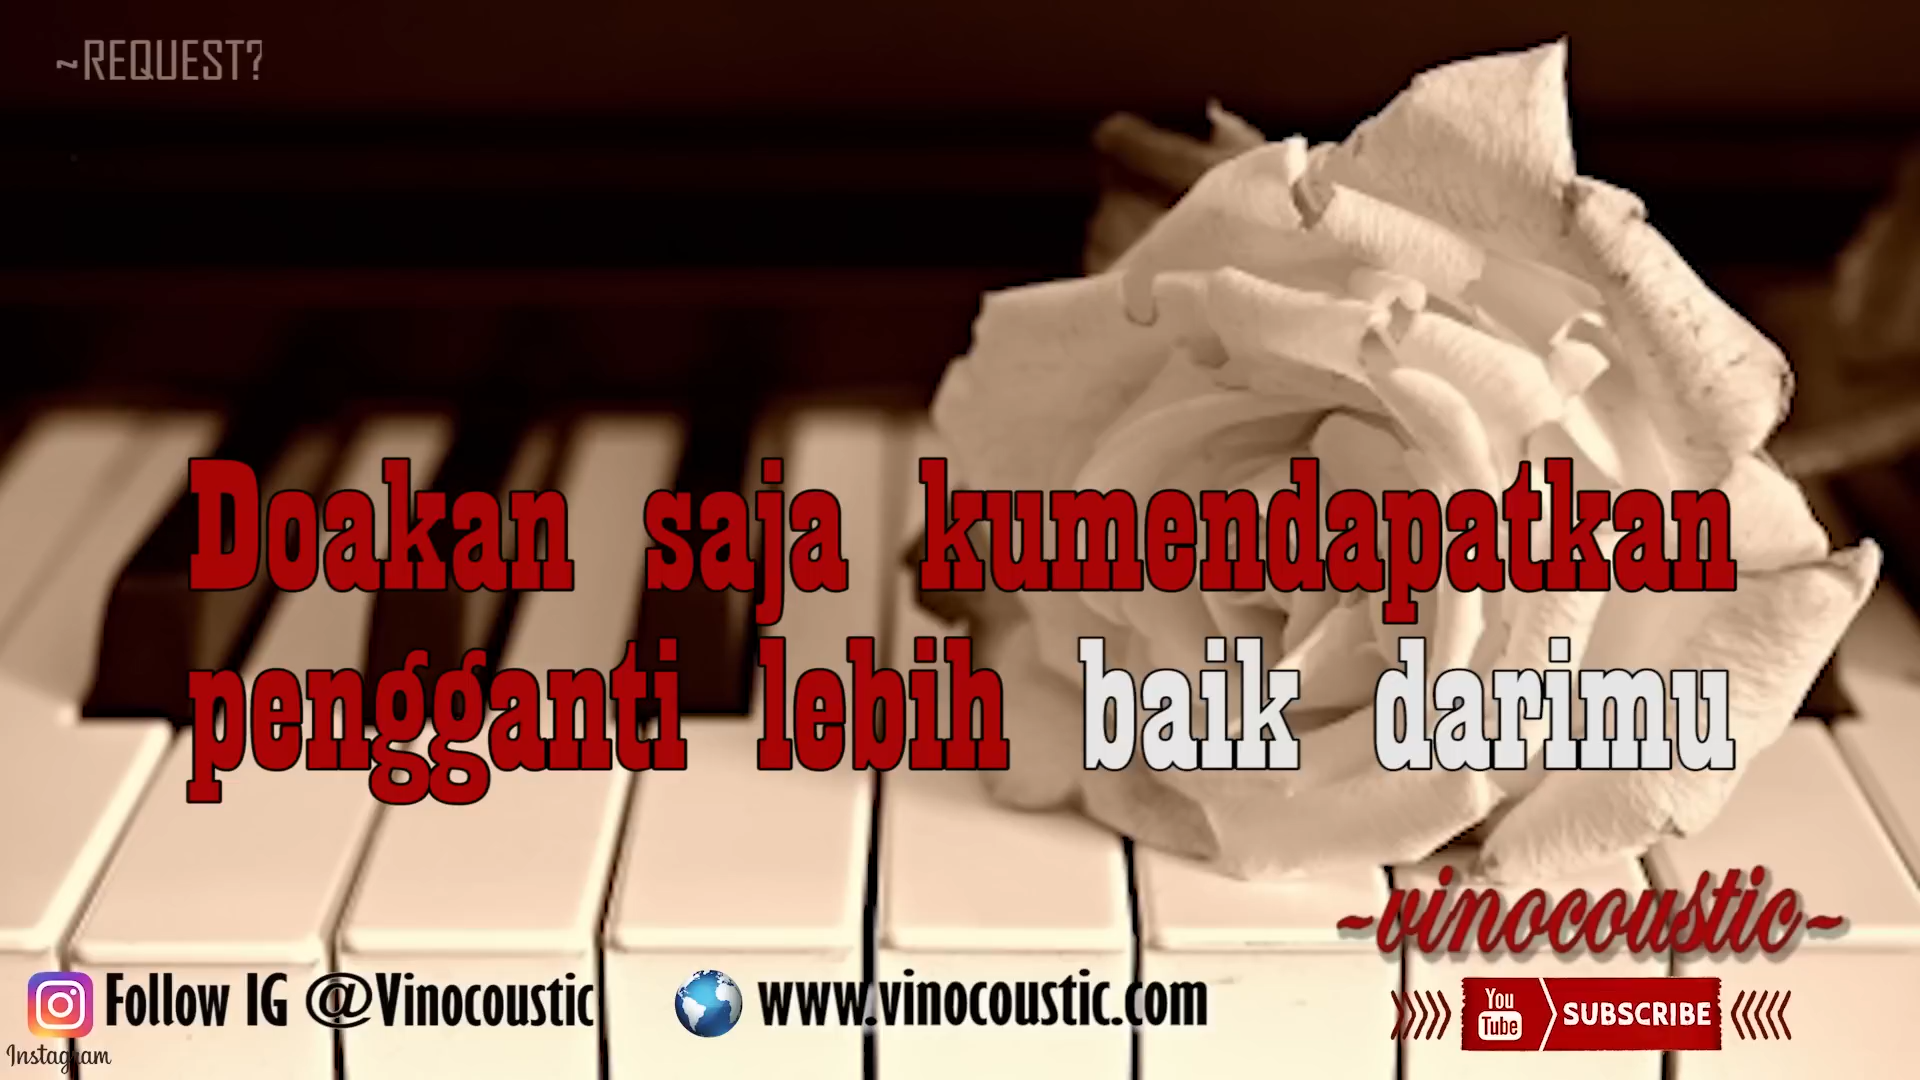 ~REQUEST?
Doakan saja kumendapatkan
pengganti lebih baik darimu
~vinocoustic~
Follow IG @Vinocoustic
www.vinocoustic.com
You
Tube
SUBSCRIBE
Instagram